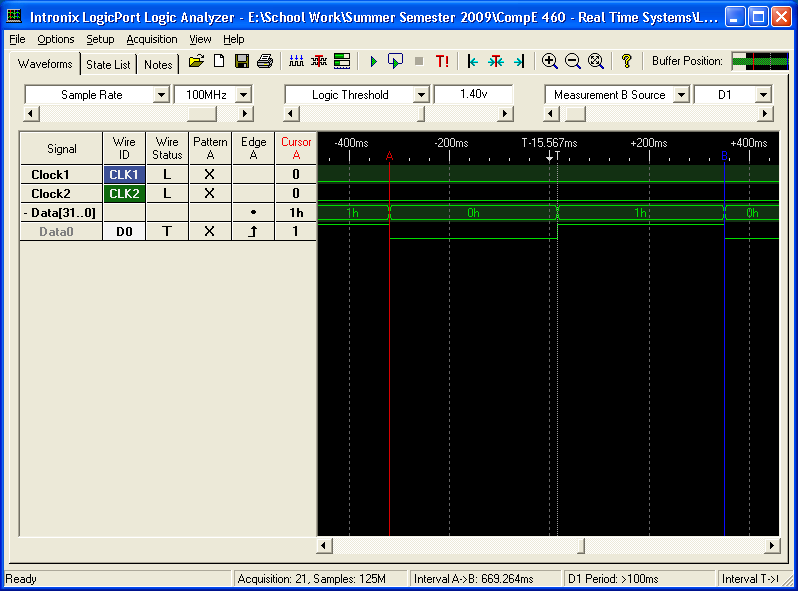 Intronix LogicPort Logic Analyzer - E:\School Work\Summer Semester 2009\CompE 460 - Real Time Systems\L...
File Options Setup Acquisition View Help
Waveforms State List Notes T! ? Buffer Position:
Sample Rate 100MHz Logic Threshold 1.40v Measurement B Source D1
Signal Wire ID Wire Status Pattern A Edge A Cursor A -400ms -200ms T-15.567ms +200ms +400ms
A T B
Clock1 CLK1 L X 0
Clock2 CLK2 L X 0
- Data[31..0] • 1h 1h 0h 1h 0h
Data0 D0 T X 1
Ready Acquisition: 21, Samples: 125M Interval A->B: 669.264ms D1 Period: >100ms Interval T->